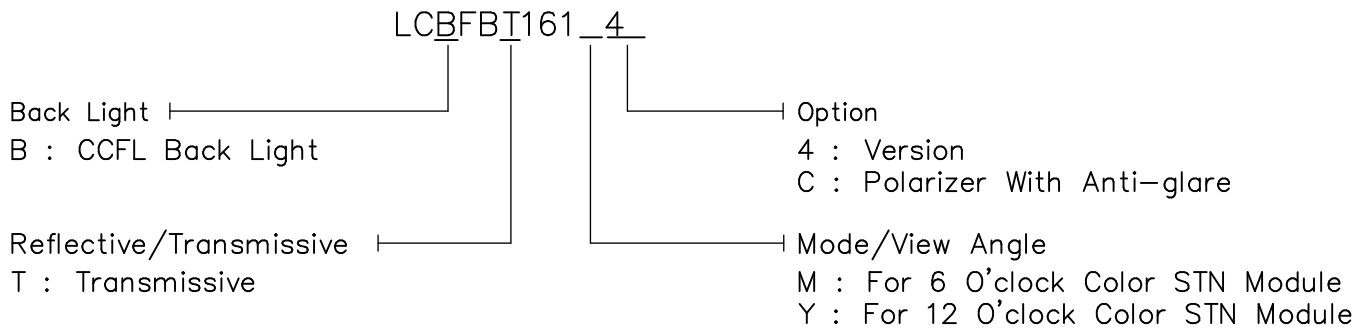 LCBFBT161_4_
Back Light
B : CCFL Back Light
Option
4 : Version
C : Polarizer With Anti-glare
Reflective/Transmissive
T : Transmissive
Mode/View Angle
M : For 6 O'clock Color STN Module
Y : For 12 O'clock Color STN Module